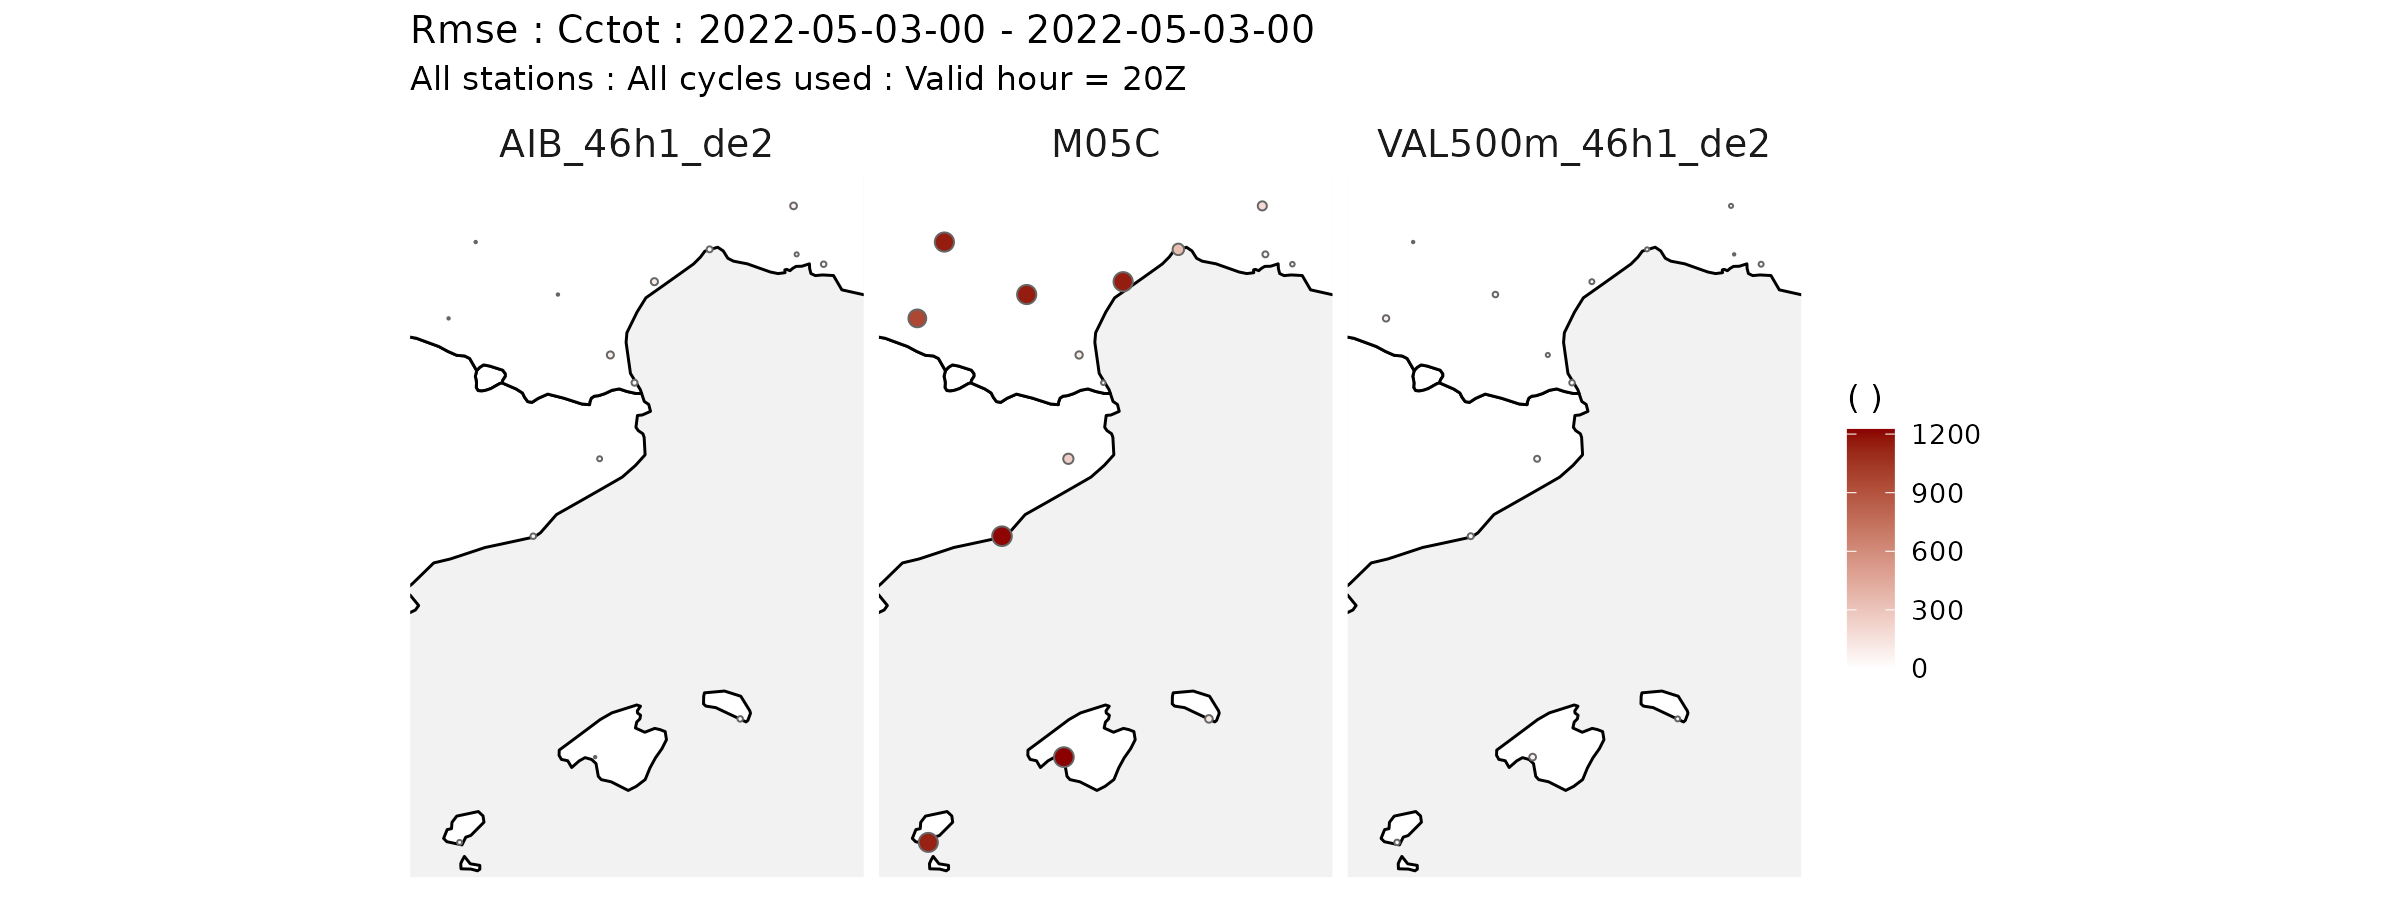 Rmse : Cctot : 2022-05-03-00 - 2022-05-03-00
All stations : All cycles used : Valid hour = 20Z
AIB_46h1_de2
M05C
VAL500m_46h1_de2
( )
1200
900
600
300
0